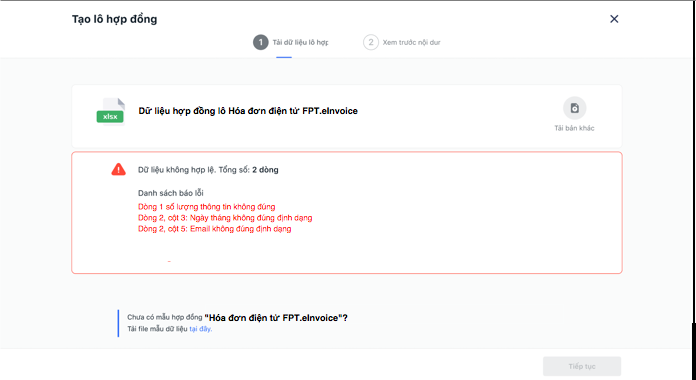 Tạo lô hợp đồng
1 Tải dữ liệu lô hợp
2 Xem trước nội dur
xlsx
Dữ liệu hợp đồng lô Hóa đơn điện tử FPT.eInvoice
Tải bản khác
Dữ liệu không hợp lệ. Tổng số: 2 dòng
Danh sách báo lỗi
Dòng 1 số lượng thông tin không đúng
Dòng 2, cột 3: Ngày tháng không đúng định dạng
Dòng 2, cột 5: Email không đúng định dạng
Chưa có mẫu hợp đồng "Hóa đơn điện tử FPT.eInvoice"?
Tải file mẫu dữ liệu tại đây.
Tiếp tục